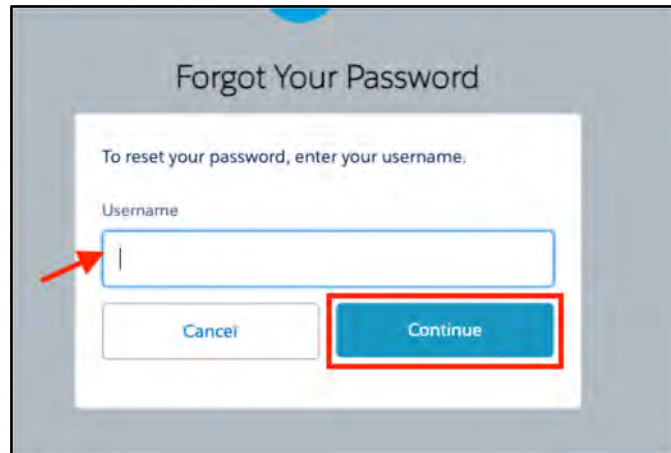 Forgot Your Password
To reset your password, enter your username.
Username
Cancel
Continue